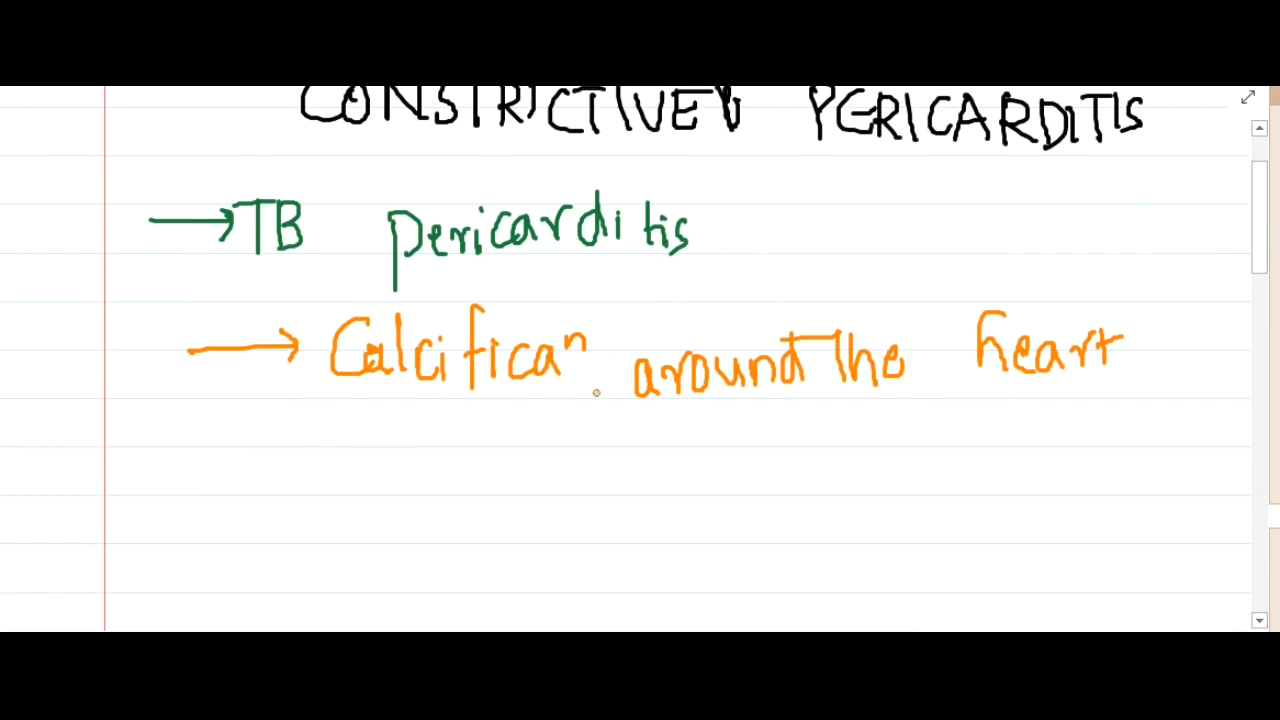 CONSTRICTIVE PERICARDITIS
→ TB pericarditis
→ Calcificaⁿ around the heart